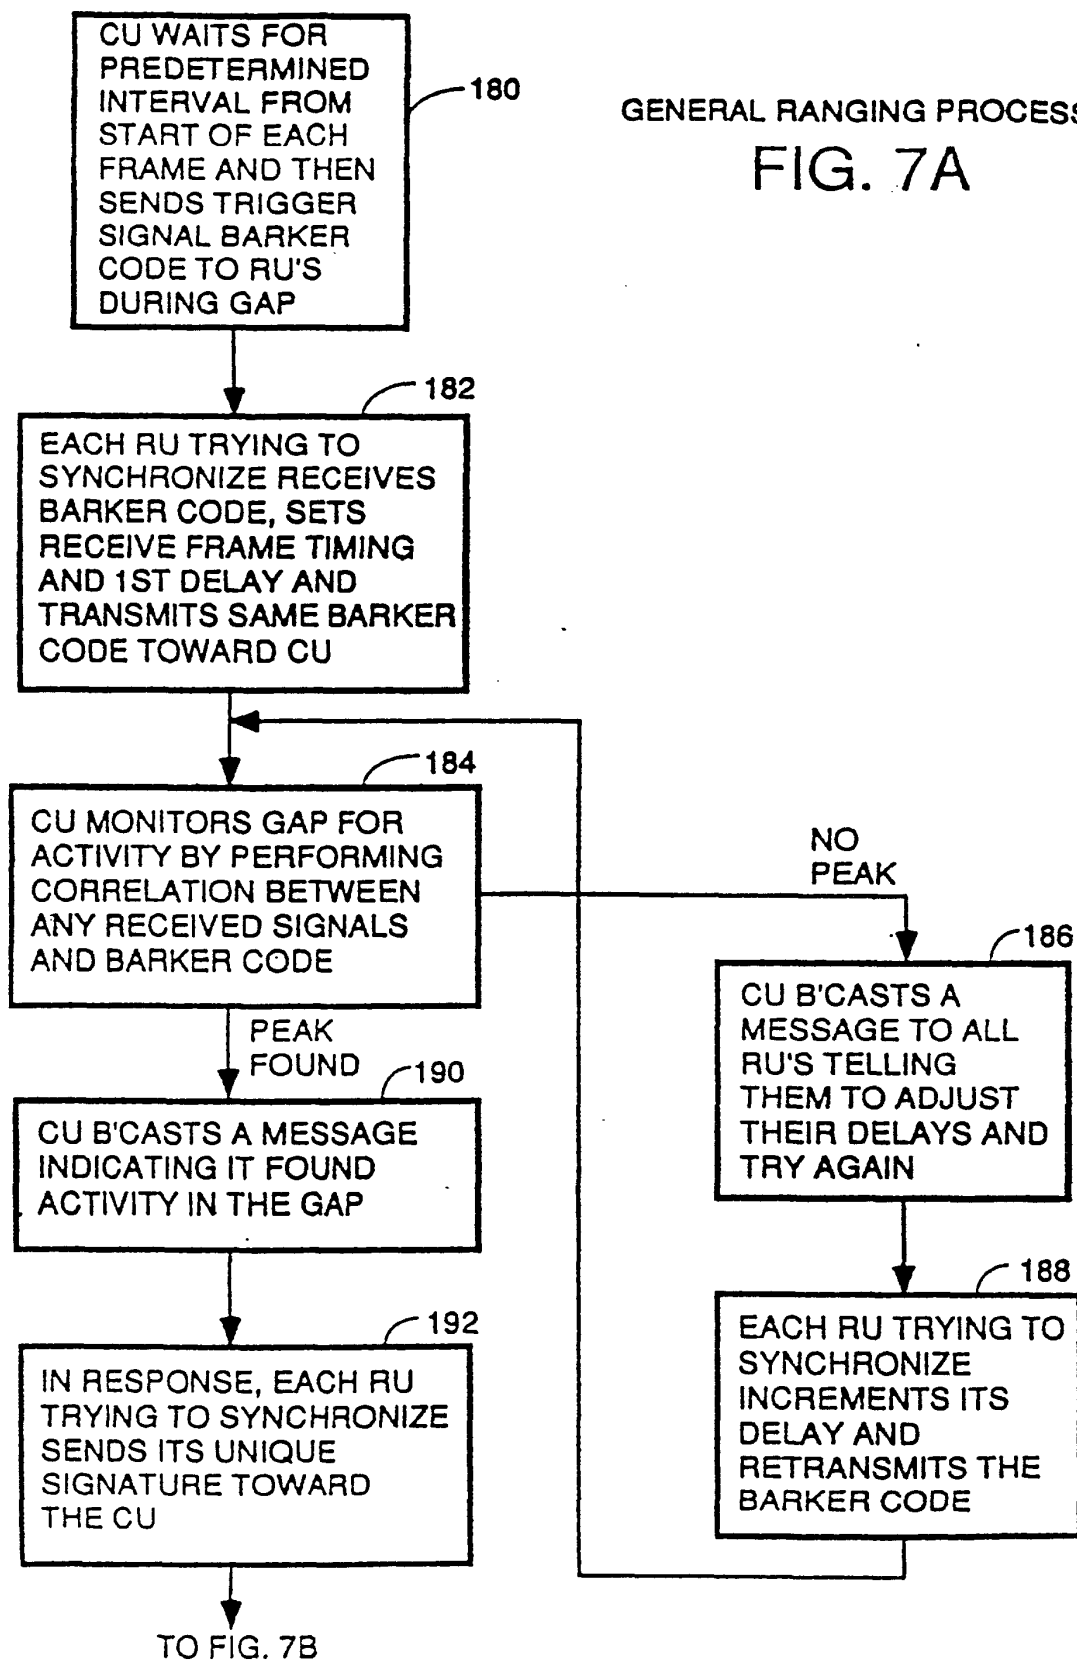 CU WAITS FOR
PREDETERMINED
INTERVAL FROM
START OF EACH
FRAME AND THEN
SENDS TRIGGER
SIGNAL BARKER
CODE TO RU'S
DURING GAP
180
GENERAL RANGING PROCESS
FIG. 7A
182
EACH RU TRYING TO
SYNCHRONIZE RECEIVES
BARKER CODE, SETS
RECEIVE FRAME TIMING
AND 1ST DELAY AND
TRANSMITS SAME BARKER
CODE TOWARD CU
184
CU MONITORS GAP FOR
ACTIVITY BY PERFORMING
CORRELATION BETWEEN
ANY RECEIVED SIGNALS
AND BARKER CODE
NO
PEAK
186
CU B'CASTS A
MESSAGE TO ALL
RU'S TELLING
THEM TO ADJUST
THEIR DELAYS AND
TRY AGAIN
PEAK
FOUND
190
CU B'CASTS A MESSAGE
INDICATING IT FOUND
ACTIVITY IN THE GAP
188
EACH RU TRYING TO
SYNCHRONIZE
INCREMENTS ITS
DELAY AND
RETRANSMITS THE
BARKER CODE
192
IN RESPONSE, EACH RU
TRYING TO SYNCHRONIZE
SENDS ITS UNIQUE
SIGNATURE TOWARD
THE CU
TO FIG. 7B